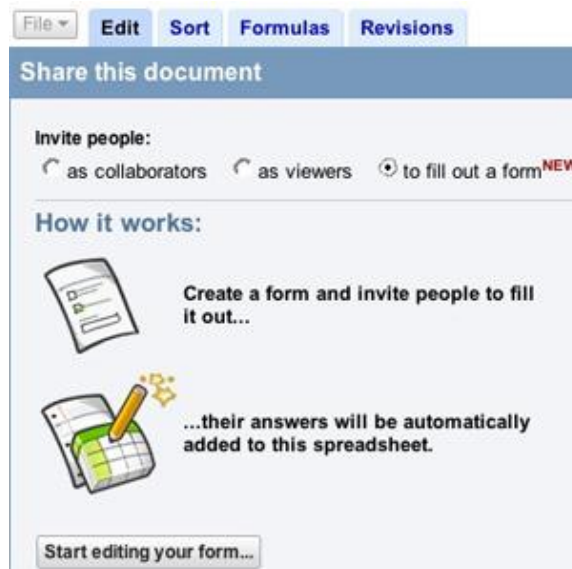 File Edit Sort Formulas Revisions
Share this document
Invite people:
as collaborators as viewers to fill out a form NEW
How it works:
Create a form and invite people to fill
it out...
...their answers will be automatically
added to this spreadsheet.
Start editing your form...